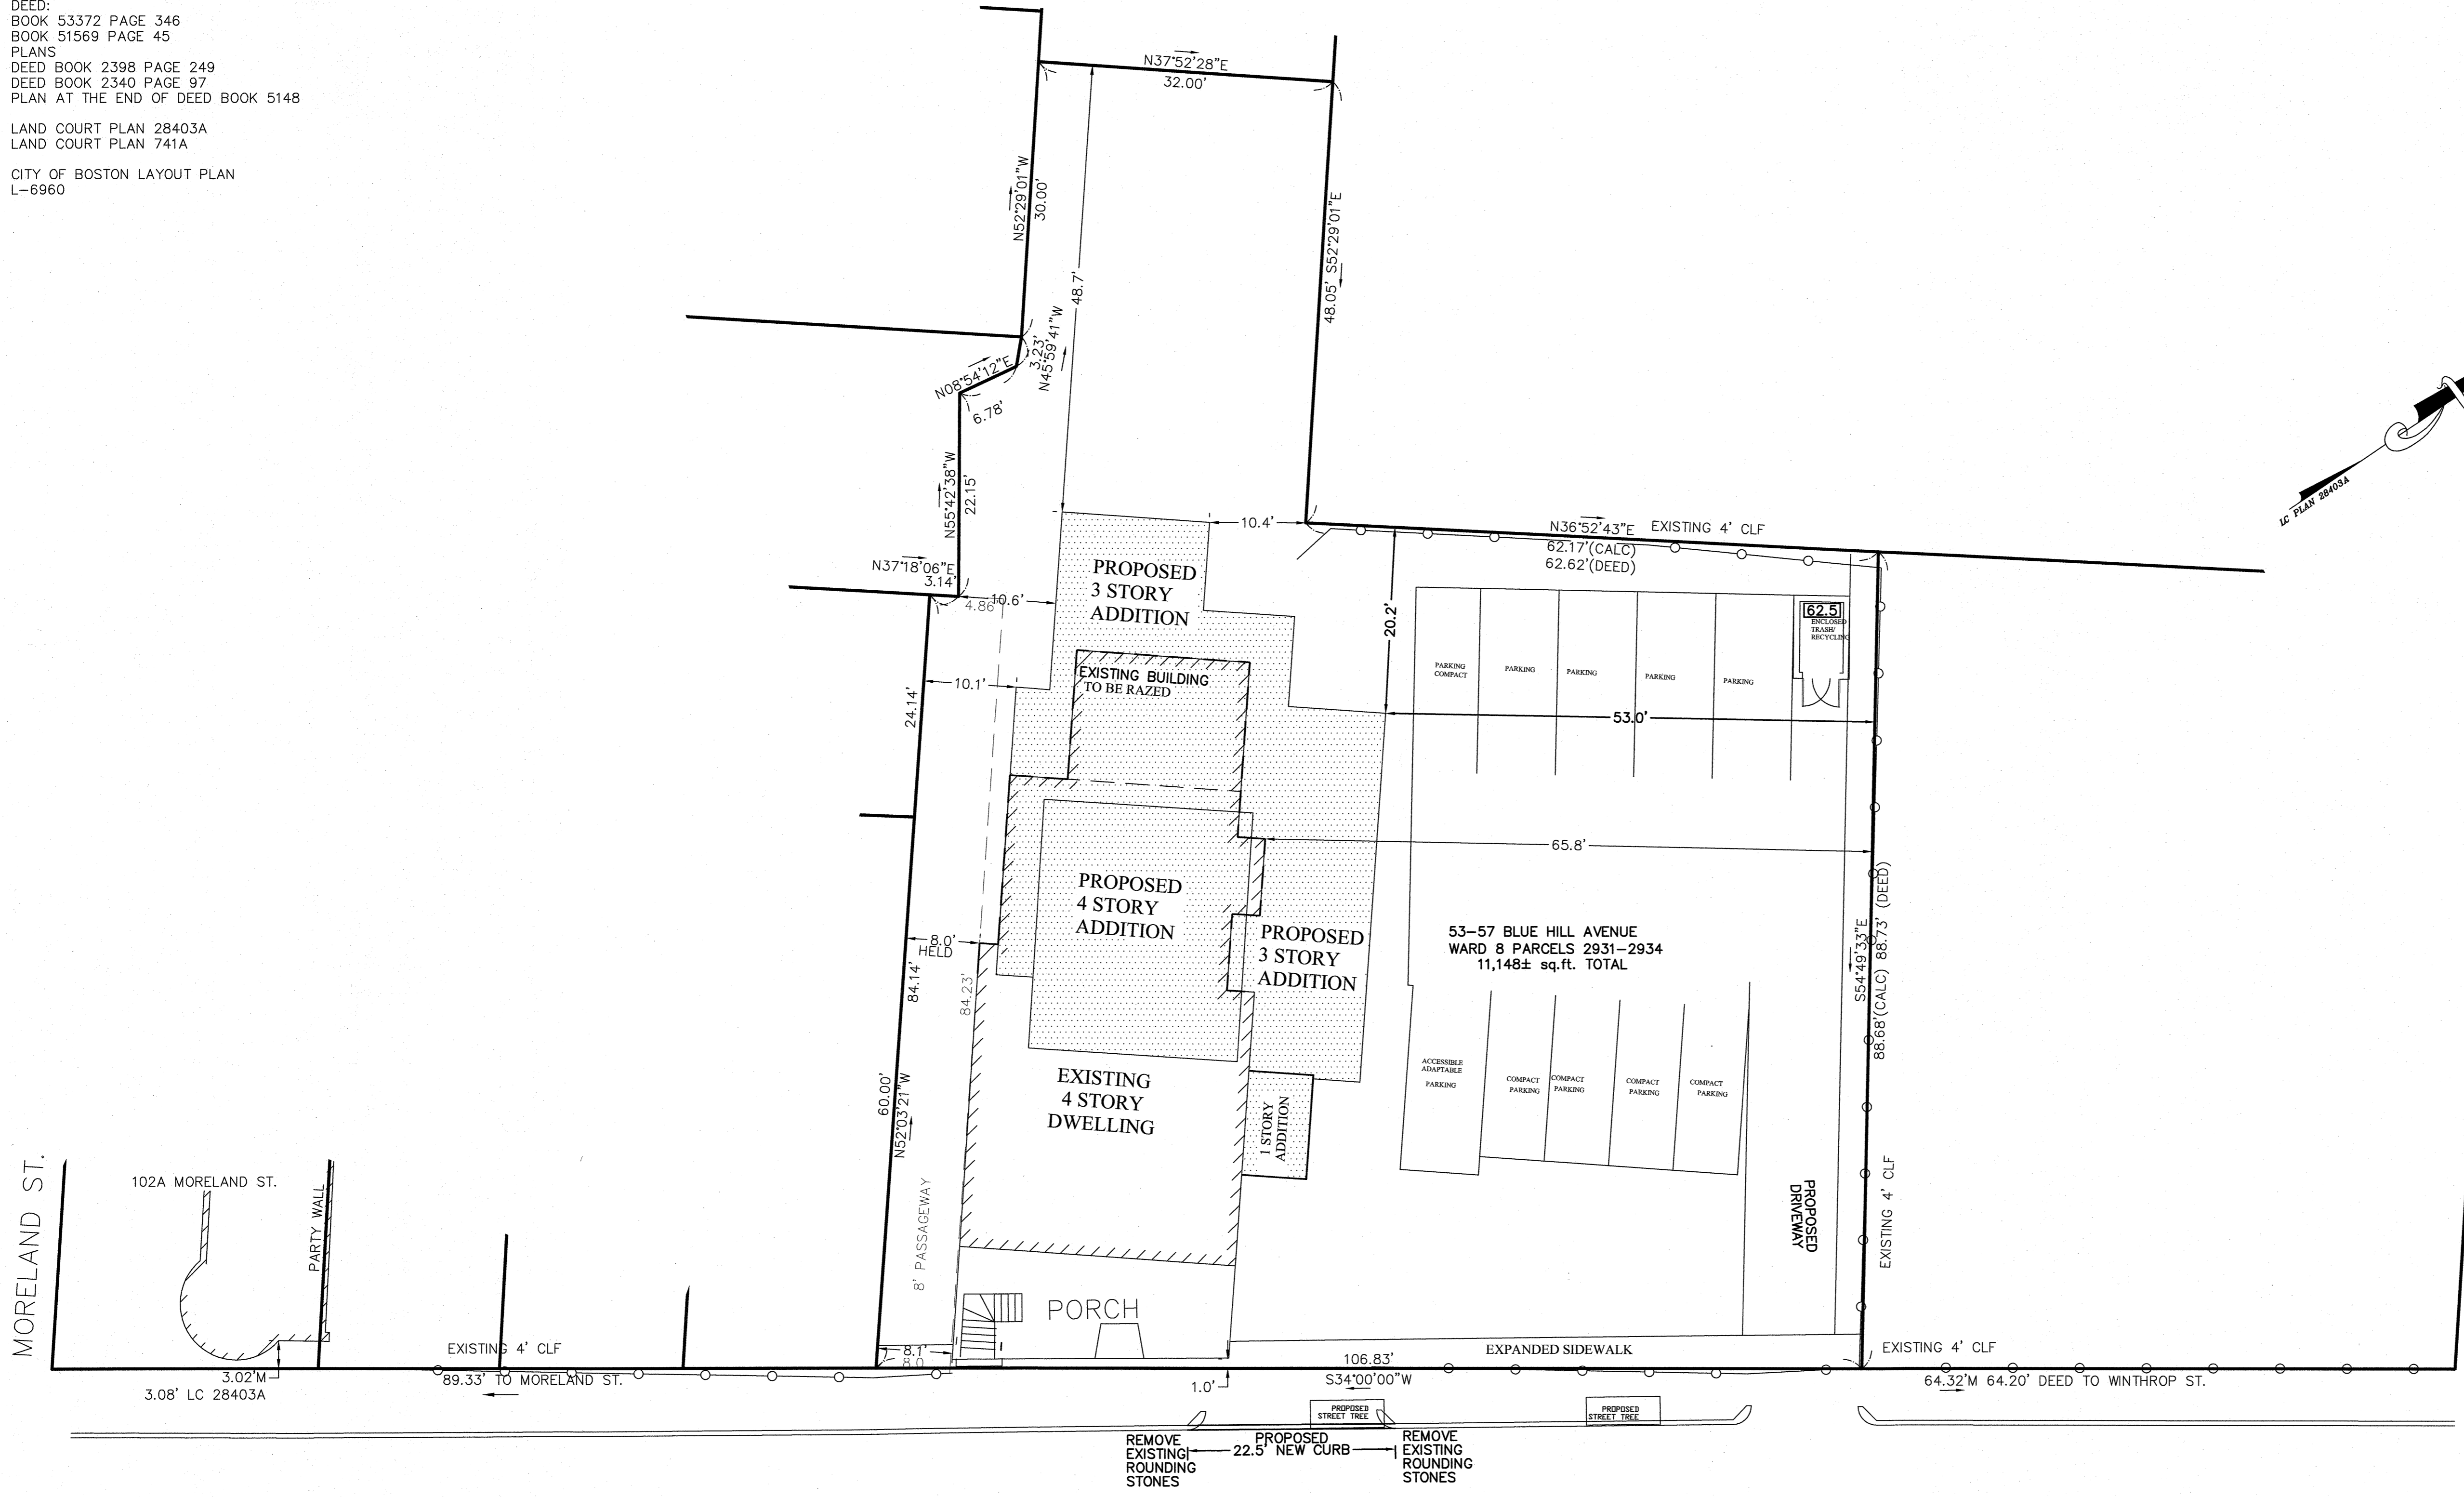 DEED:
BOOK 53372 PAGE 346
BOOK 51569 PAGE 45
PLANS
DEED BOOK 2398 PAGE 249
DEED BOOK 2340 PAGE 97
PLAN AT THE END OF DEED BOOK 5148
LAND COURT PLAN 28403A
LAND COURT PLAN 741A
CITY OF BOSTON LAYOUT PLAN
L-6960
N37°52'28"E
32.00'
N52°29'01"W
30.00'
48.7'
48.05' S52°29'01"E
3.23'
N45°59'41"W
N08°54'12"E
6.78'
N55°42'38"W
22.15'
N37°18'06"E
3.14'
10.6'
4.86'
10.4'
N36°52'43"E EXISTING 4' CLF
62.17'(CALC)
62.62'(DEED)
LC PLAN 28403A
PROPOSED
3 STORY
ADDITION
20.2'
62.5
ENCLOSED
TRASH/
RECYCLING
PARKING
COMPACT
PARKING
PARKING
PARKING
PARKING
10.1'
EXISTING BUILDING
TO BE RAZED
24.14'
53.0'
65.8'
PROPOSED
4 STORY
ADDITION
8.0'
HELD
84.14'
84.23'
PROPOSED
3 STORY
ADDITION
53-57 BLUE HILL AVENUE
WARD 8 PARCELS 2931-2934
11,148± sq.ft. TOTAL
S54°49'33"E
88.68'(CALC) 88.73' (DEED)
ACCESSIBLE
ADAPTABLE
PARKING
COMPACT
PARKING
COMPACT
PARKING
COMPACT
PARKING
COMPACT
PARKING
EXISTING
4 STORY
DWELLING
1 STORY
ADDITION
60.00'
N52°03'21"W
8' PASSAGEWAY
PROPOSED
DRIVEWAY
EXISTING 4' CLF
MORELAND ST.
102A MORELAND ST.
PARTY WALL
PORCH
EXISTING 4' CLF
8.1'
8.0
EXPANDED SIDEWALK
EXISTING 4' CLF
3.02'M
3.08' LC 28403A
89.33' TO MORELAND ST.
106.83'
S34°00'00"W
1.0'
64.32'M 64.20' DEED TO WINTHROP ST.
PROPOSED
STREET TREE
PROPOSED
STREET TREE
REMOVE
EXISTING
ROUNDING
STONES
PROPOSED
22.5' NEW CURB
REMOVE
EXISTING
ROUNDING
STONES